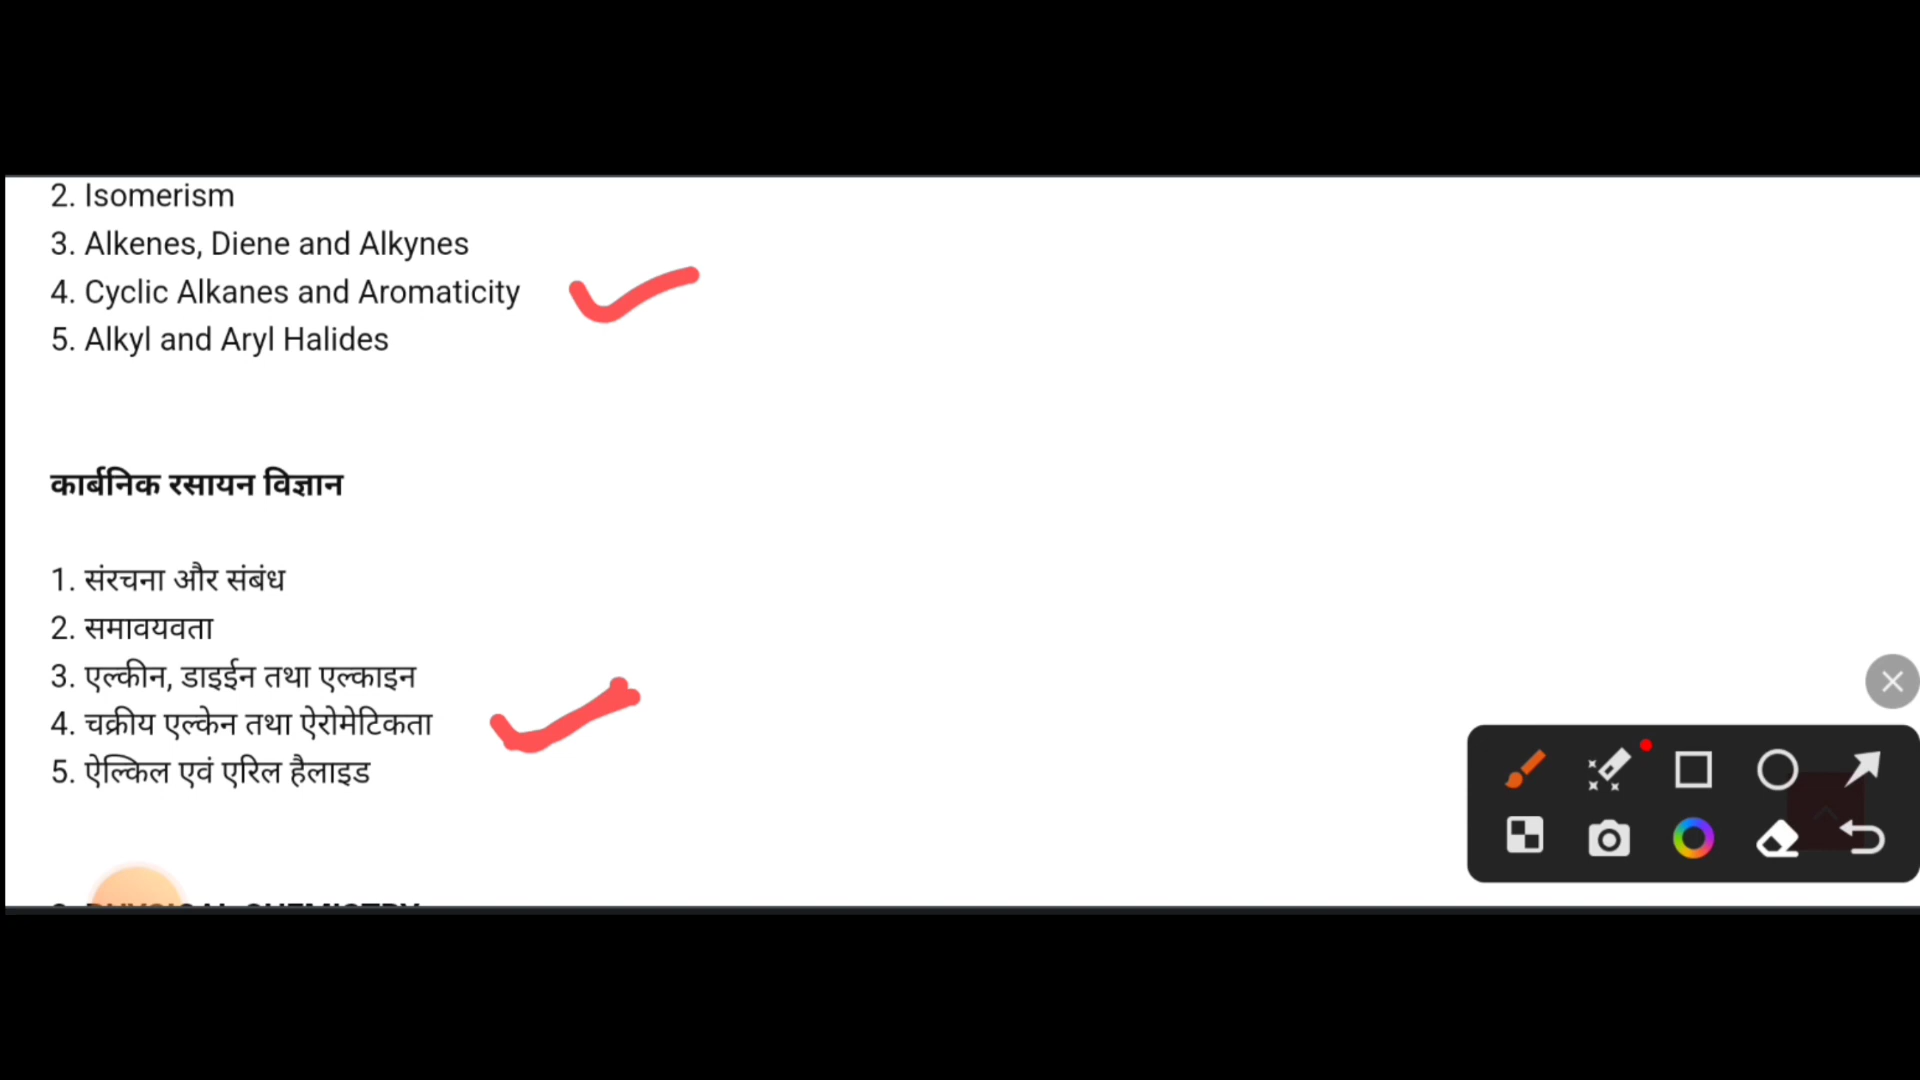 2. Isomerism
3. Alkenes, Diene and Alkynes
4. Cyclic Alkanes and Aromaticity
5. Alkyl and Aryl Halides
कार्बनिक रसायन विज्ञान
1. संरचना और संबंध
2. समावयवता
3. एल्कीन, डाइईन तथा एल्काइन
4. चक्रीय एल्केन तथा ऐरोमेटिकता
5. ऐल्किल एवं एरिल हैलाइड
PHYSICAL CHEMISTRY